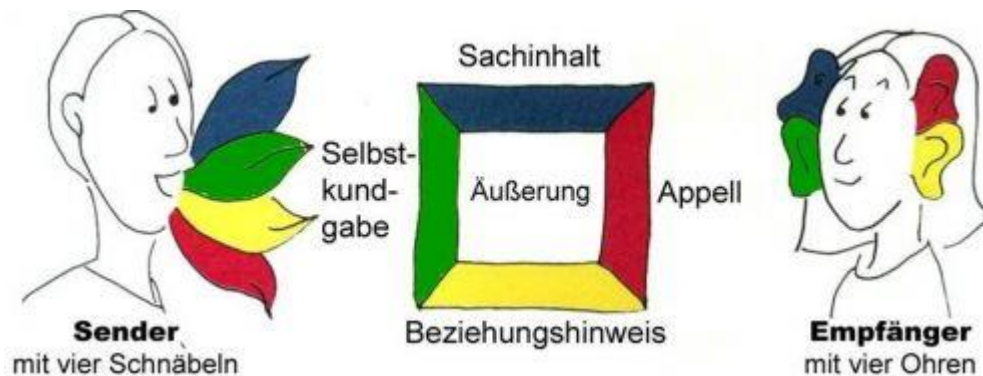 Sachinhalt
Selbst-
kund-
gabe
Äußerung
Appell
Beziehungshinweis
Sender
mit vier Schnäbeln
Empfänger
mit vier Ohren